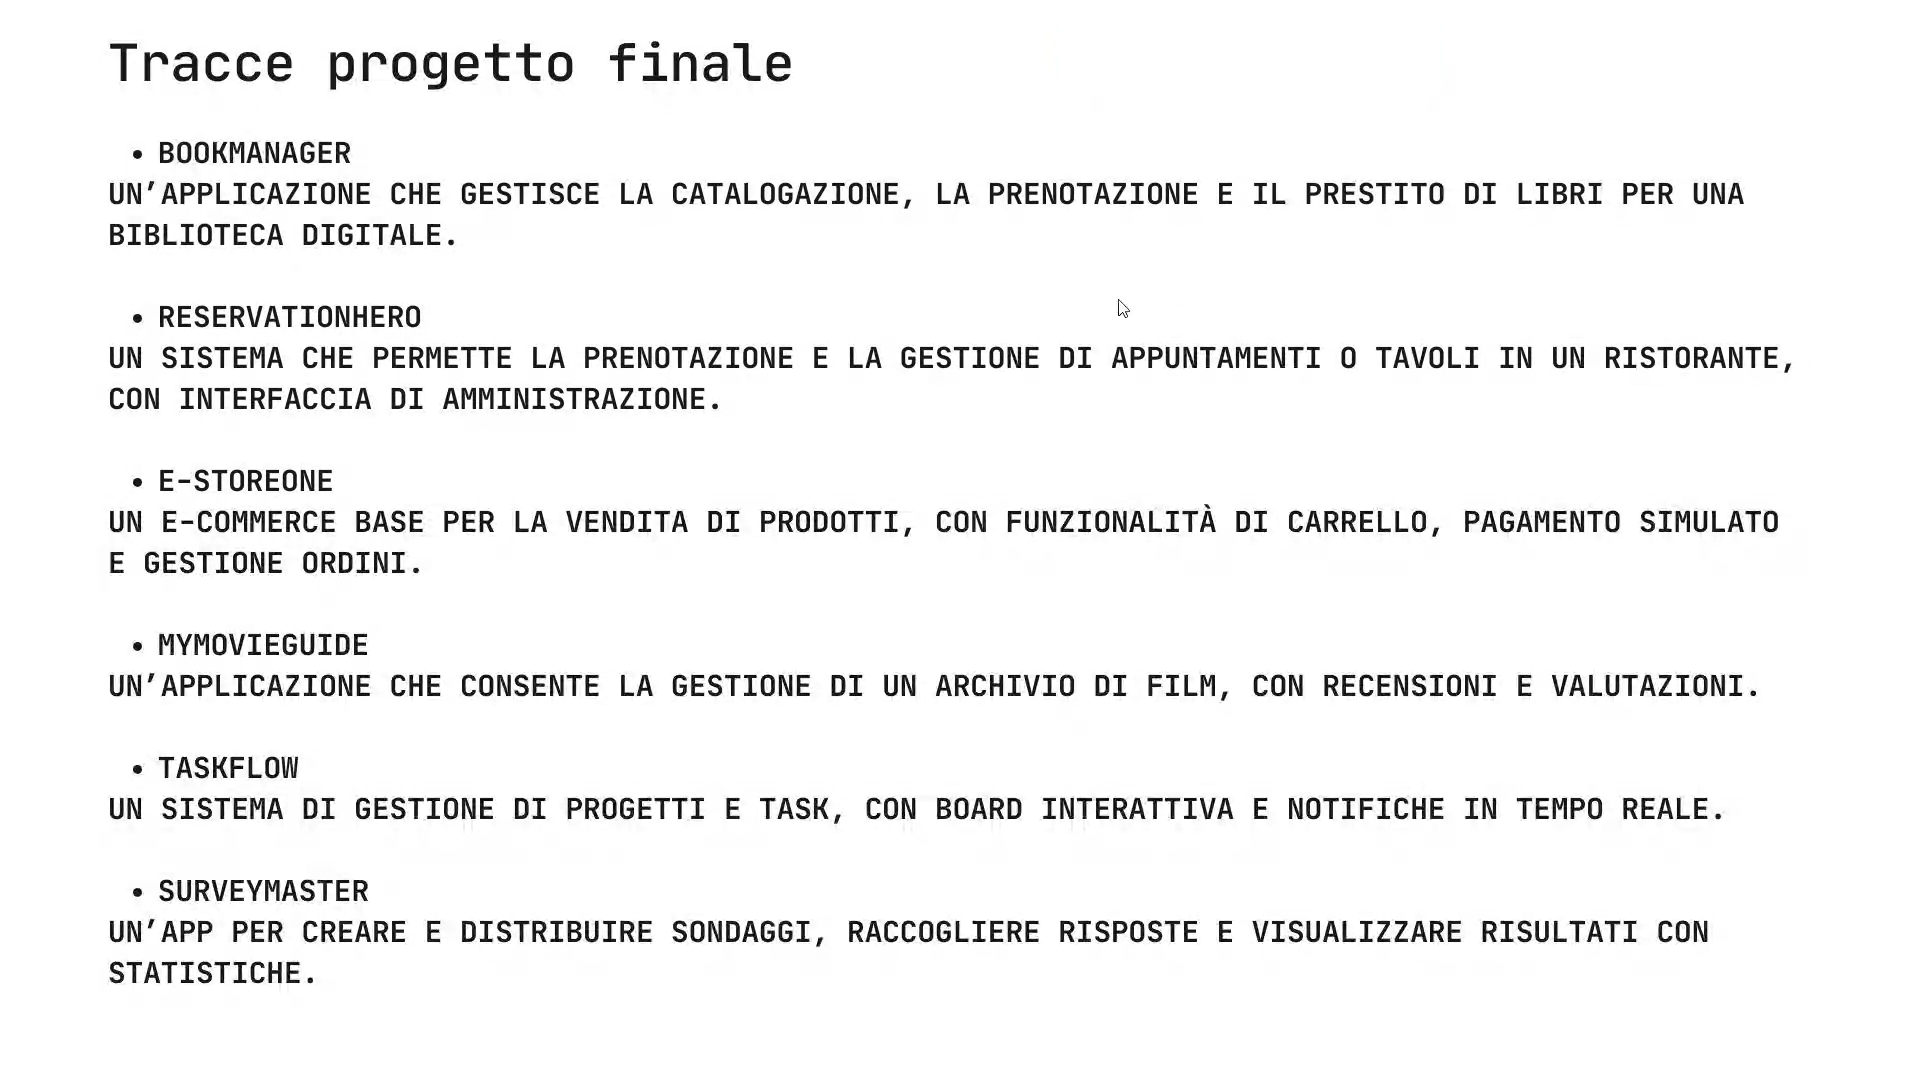 Tracce progetto finale
• BOOKMANAGER
UN’APPLICAZIONE CHE GESTISCE LA CATALOGAZIONE, LA PRENOTAZIONE E IL PRESTITO DI LIBRI PER UNA
BIBLIOTECA DIGITALE.
• RESERVATIONHERO
UN SISTEMA CHE PERMETTE LA PRENOTAZIONE E LA GESTIONE DI APPUNTAMENTI O TAVOLI IN UN RISTORANTE,
CON INTERFACCIA DI AMMINISTRAZIONE.
• E-STOREONE
UN E-COMMERCE BASE PER LA VENDITA DI PRODOTTI, CON FUNZIONALITÀ DI CARRELLO, PAGAMENTO SIMULATO
E GESTIONE ORDINI.
• MYMOVIEGUIDE
UN’APPLICAZIONE CHE CONSENTE LA GESTIONE DI UN ARCHIVIO DI FILM, CON RECENSIONI E VALUTAZIONI.
• TASKFLOW
UN SISTEMA DI GESTIONE DI PROGETTI E TASK, CON BOARD INTERATTIVA E NOTIFICHE IN TEMPO REALE.
• SURVEYMASTER
UN’APP PER CREARE E DISTRIBUIRE SONDAGGI, RACCOGLIERE RISPOSTE E VISUALIZZARE RISULTATI CON
STATISTICHE.